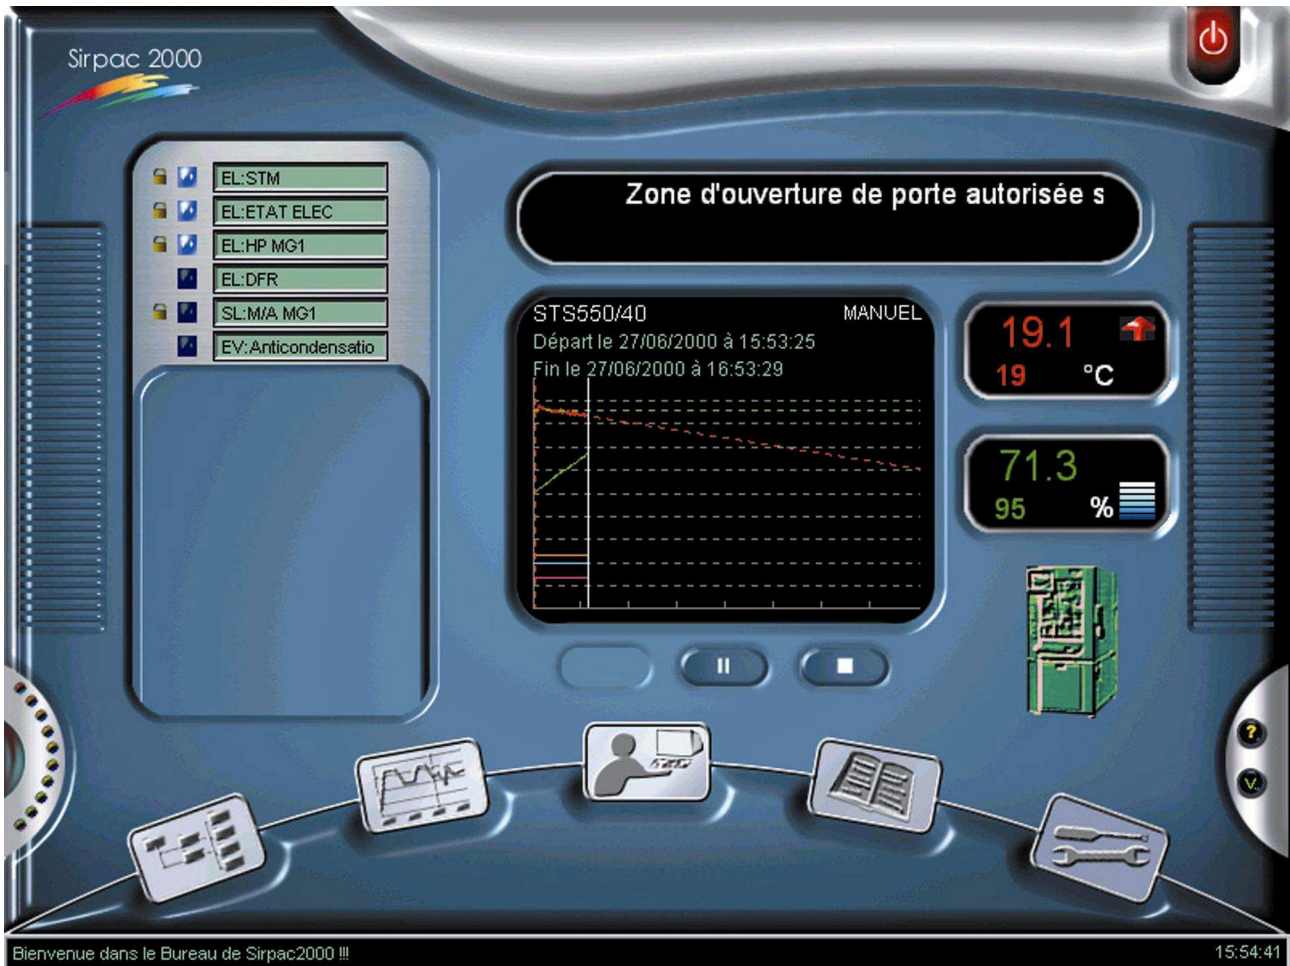 Sirpac 2000
EL:STM
EL:ETAT ELEC
EL:HP MG1
EL:DFR
SL:M/A MG1
EV:Anticondensatio
Zone d'ouverture de porte autorisée s
STS550/40 MANUEL
Départ le 27/06/2000 à 15:53:25
Fin le 27/06/2000 à 16:53:29
19.1
19 °C
71.3
95 %
?
V.
Bienvenue dans le Bureau de Sirpac2000 !!! 15:54:41